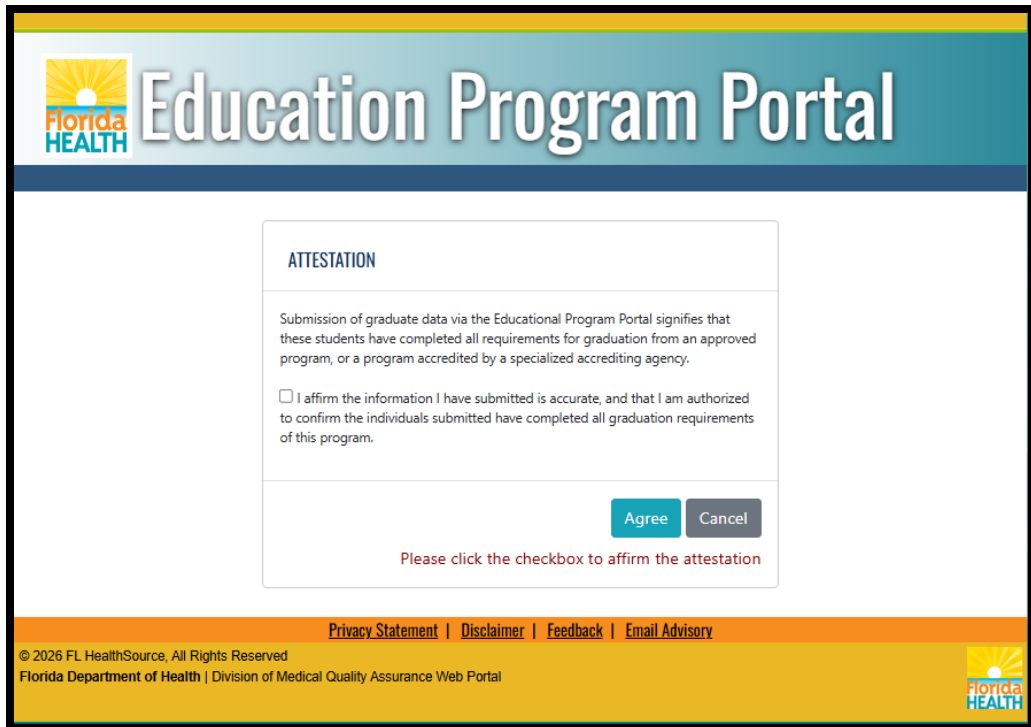 Florida
HEALTH
Education Program Portal
ATTESTATION
Submission of graduate data via the Educational Program Portal signifies that
these students have completed all requirements for graduation from an approved
program, or a program accredited by a specialized accrediting agency.
I affirm the information I have submitted is accurate, and that I am authorized
to confirm the individuals submitted have completed all graduation requirements
of this program.
Agree Cancel
Please click the checkbox to affirm the attestation
Privacy Statement | Disclaimer | Feedback | Email Advisory
© 2026 FL HealthSource, All Rights Reserved
Florida Department of Health | Division of Medical Quality Assurance Web Portal
Florida
HEALTH